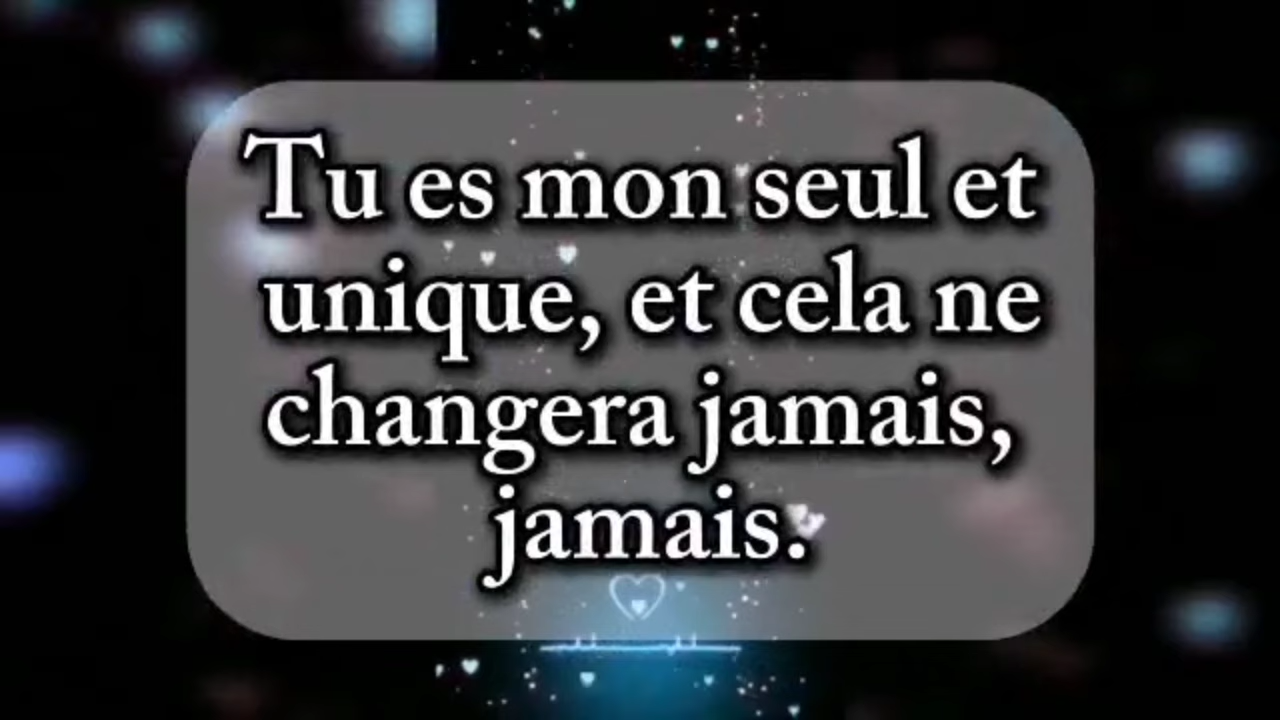 Tu es mon seul et
unique, et cela ne
changera jamais,
jamais.